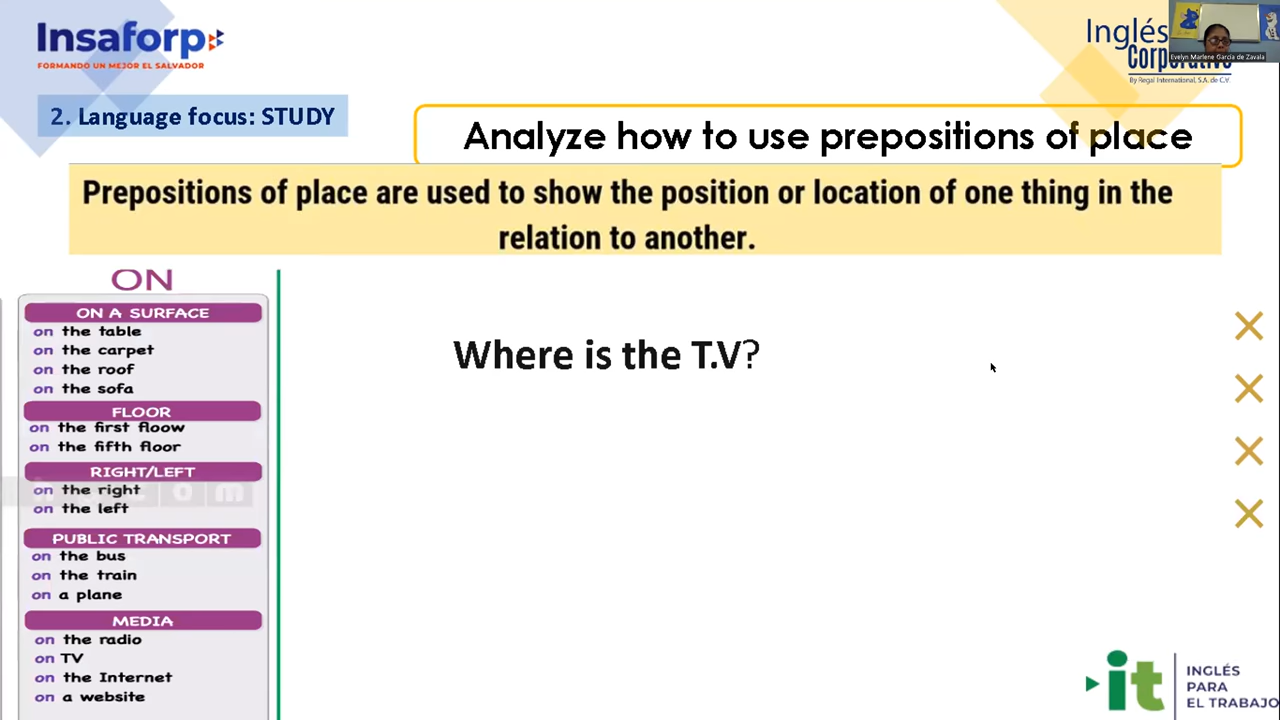 Insaforp
FORMANDO UN MEJOR EL SALVADOR
Inglés
Corporativo
By Regal International, S.A. de C.V.
Evelyn Marlene Garcia de Zavala
2. Language focus: STUDY
Analyze how to use prepositions of place
Prepositions of place are used to show the position or location of one thing in the
relation to another.
ON
ON A SURFACE
on the table
on the carpet
on the roof
on the sofa
FLOOR
on the first floow
on the fifth floor
RIGHT/LEFT
on the right
on the left
PUBLIC TRANSPORT
on the bus
on the train
on a plane
MEDIA
on the radio
on TV
on the Internet
on a website
Where is the T.V?
it
INGLÉS
PARA
EL TRABAJO